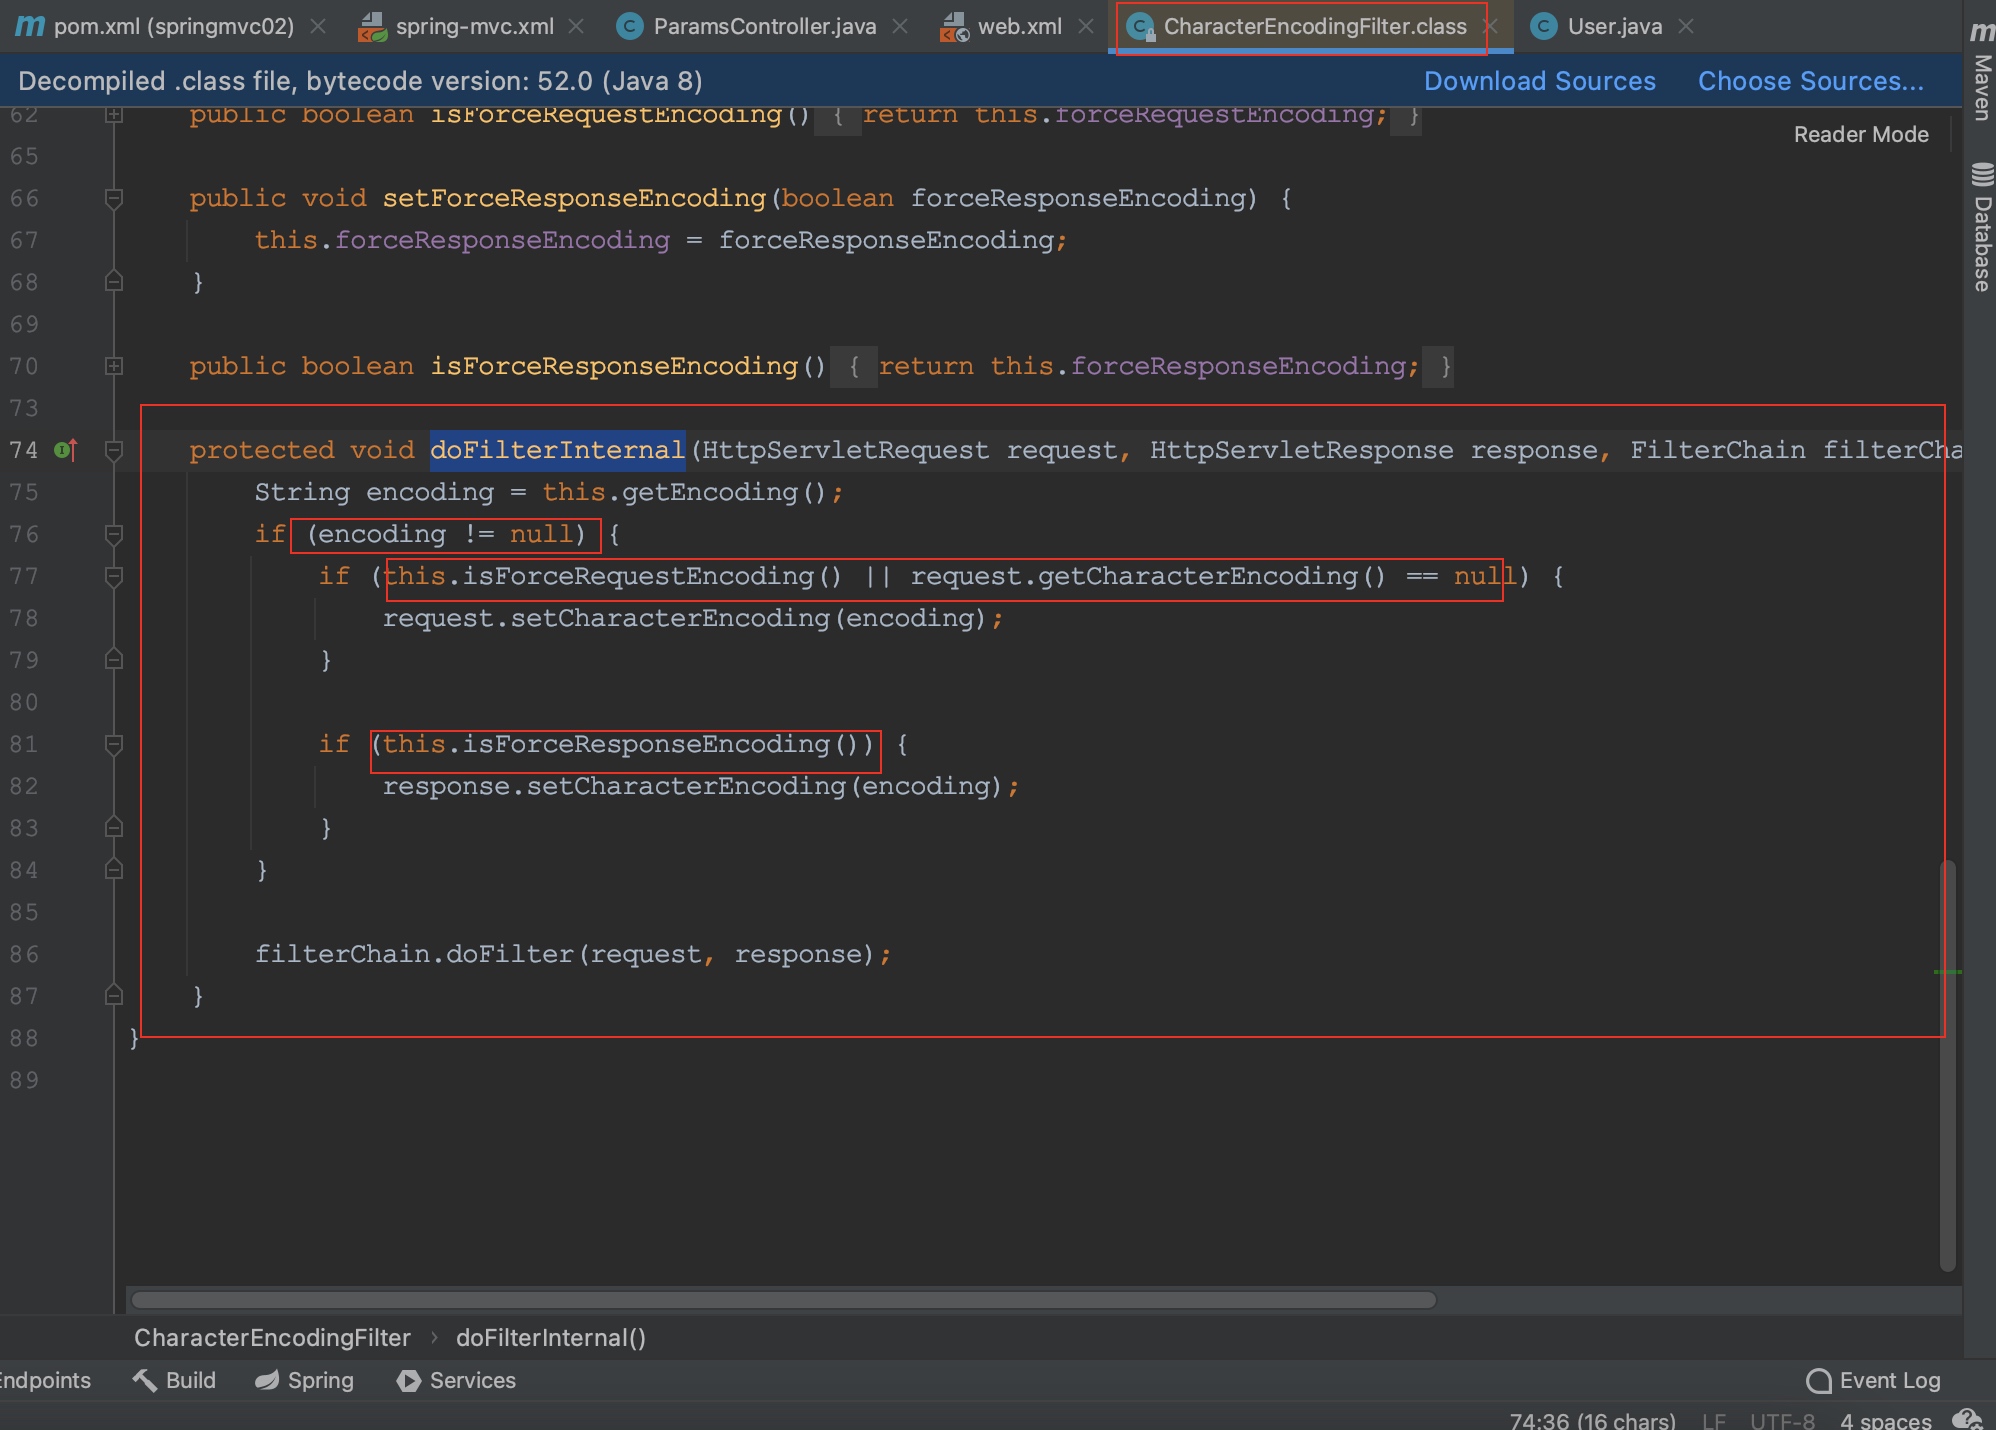 pom.xml (springmvc02) spring-mvc.xml ParamsController.java web.xml CharacterEncodingFilter.class User.java
Decompiled .class file, bytecode version: 52.0 (Java 8) Download Sources Choose Sources...
Reader Mode
62 public boolean isForceRequestEncoding() { return this.forceRequestEncoding; }
65
66 public void setForceResponseEncoding(boolean forceResponseEncoding) {
67 this.forceResponseEncoding = forceResponseEncoding;
68 }
69
70 public boolean isForceResponseEncoding() { return this.forceResponseEncoding; }
73
74 protected void doFilterInternal(HttpServletRequest request, HttpServletResponse response, FilterChain filterCha
75 String encoding = this.getEncoding();
76 if (encoding != null) {
77 if (this.isForceRequestEncoding() || request.getCharacterEncoding() == null) {
78 request.setCharacterEncoding(encoding);
79 }
80
81 if (this.isForceResponseEncoding()) {
82 response.setCharacterEncoding(encoding);
83 }
84 }
85
86 filterChain.doFilter(request, response);
87 }
88 }
89
CharacterEncodingFilter › doFilterInternal()
Endpoints Build Spring Services Event Log
74:36 (16 chars) LF UTF-8 4 spaces
Maven
Database